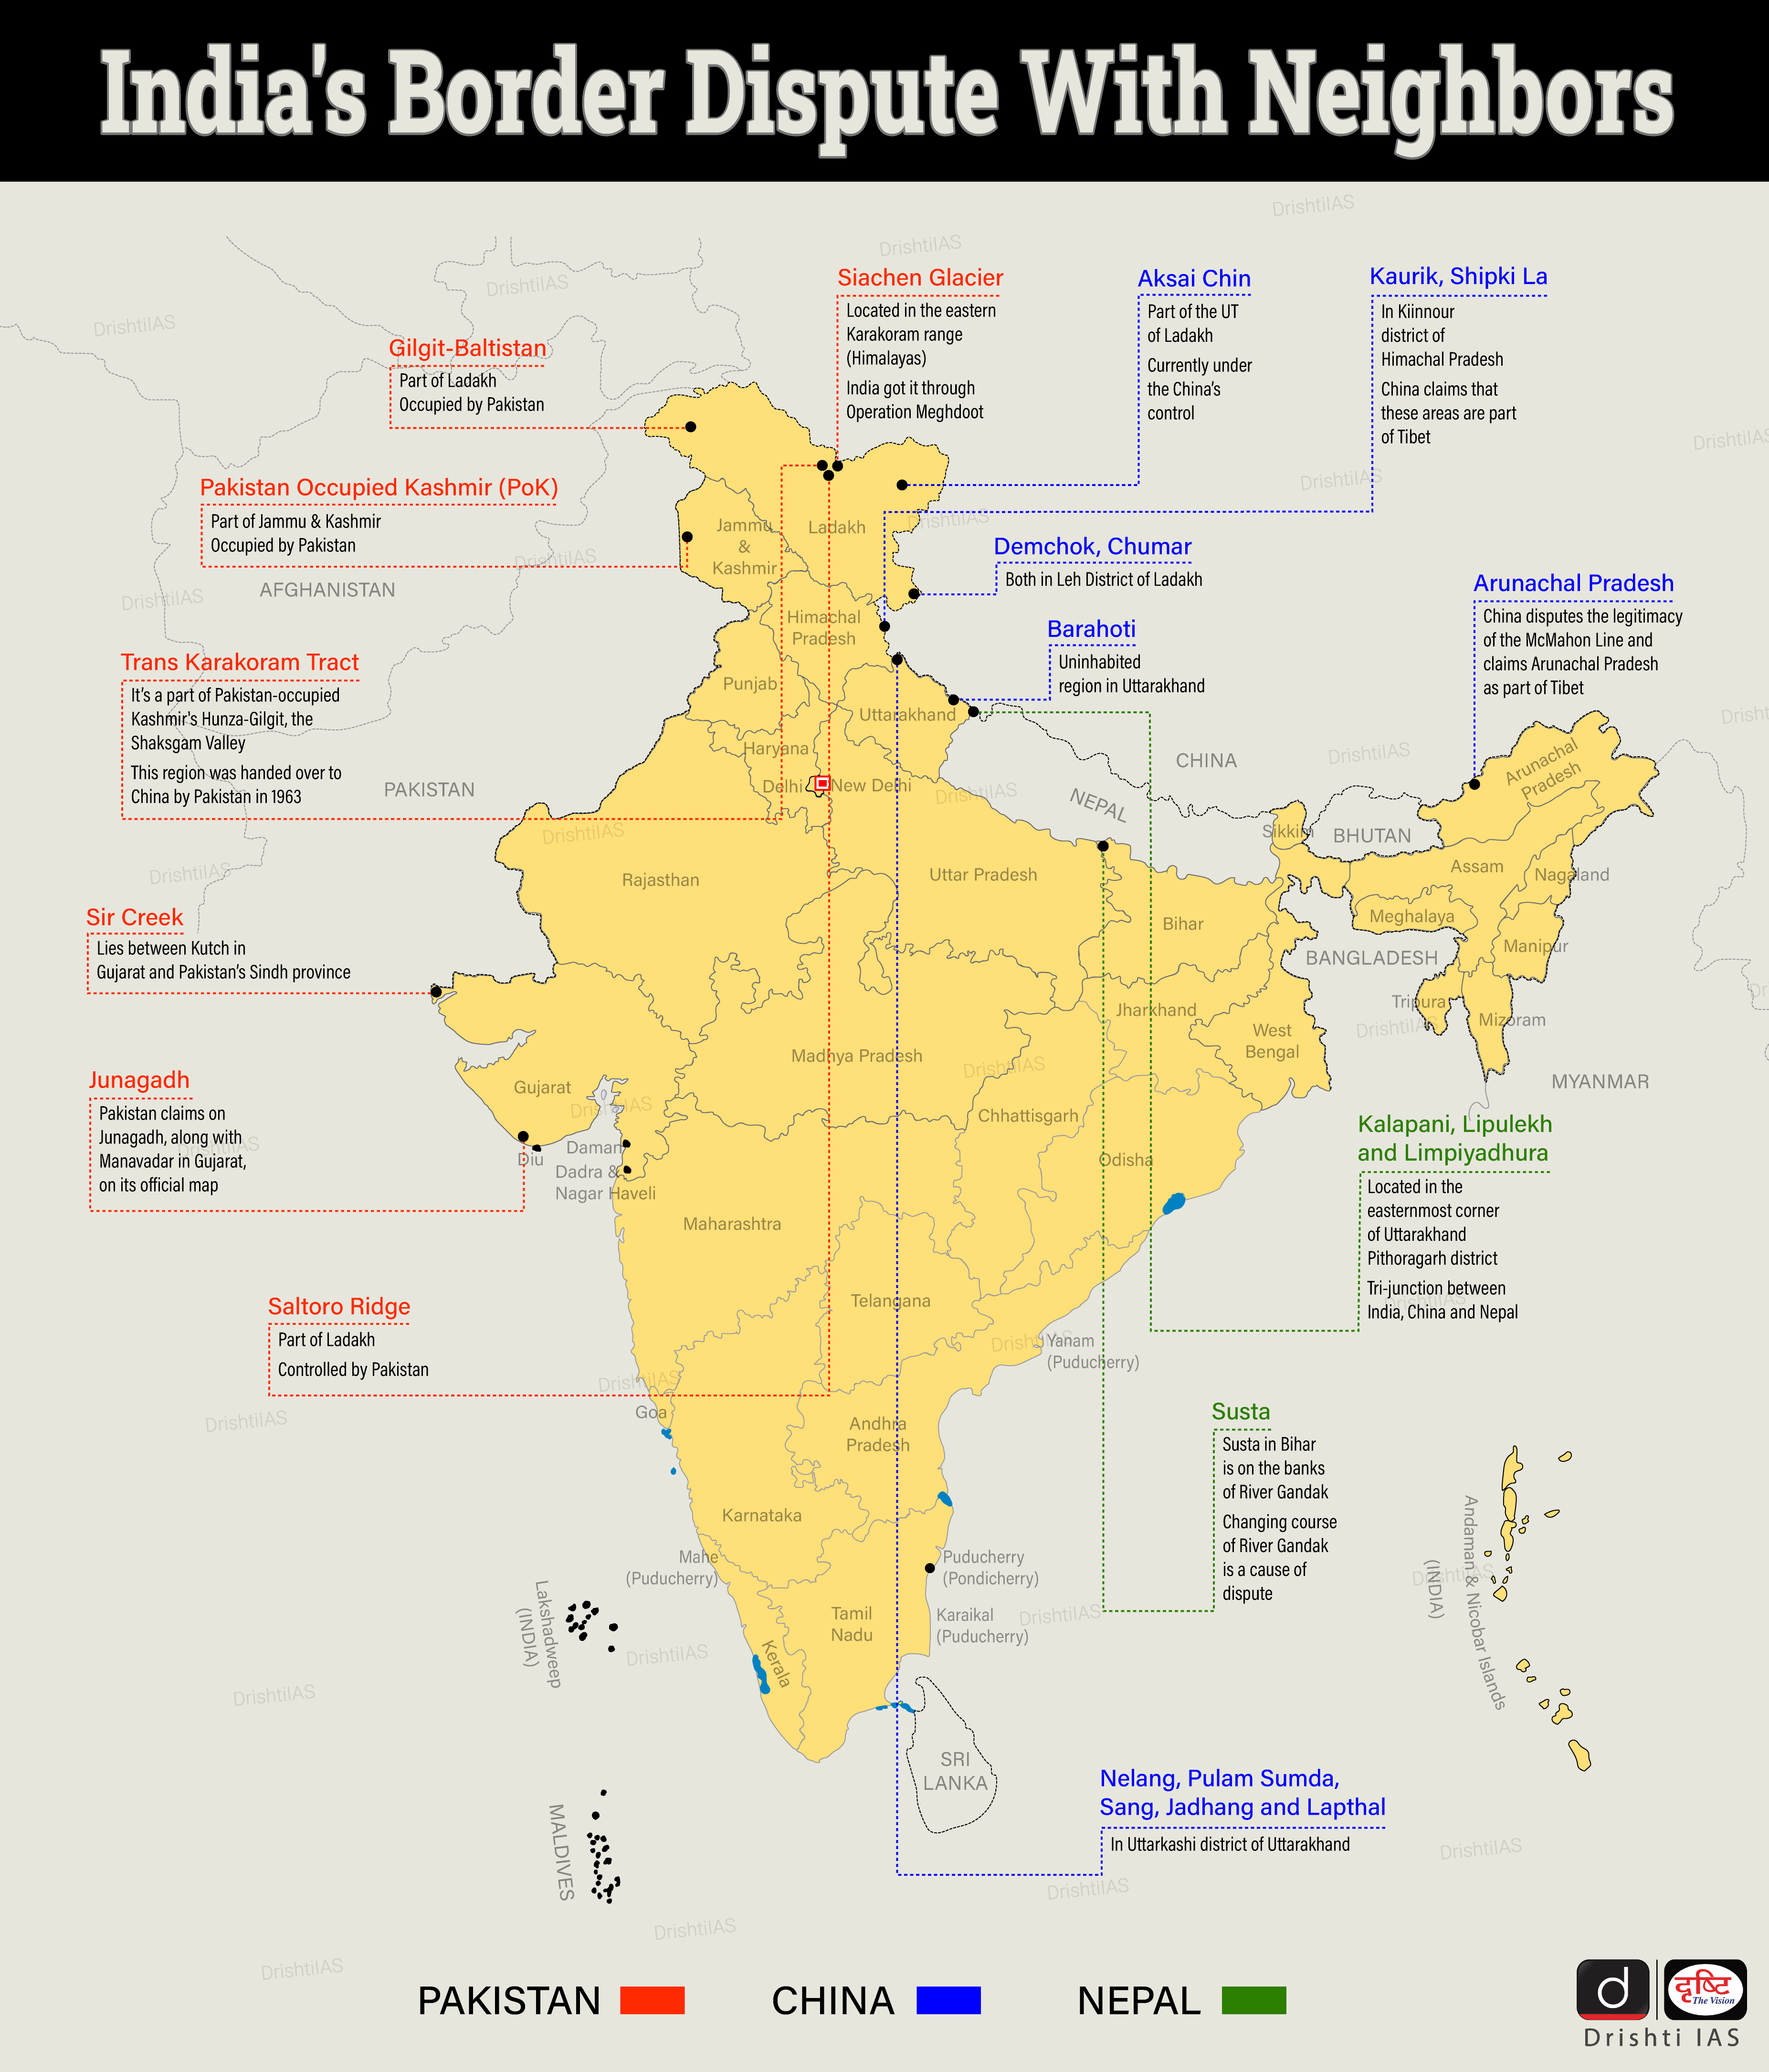 India's Border Dispute With Neighbors
Siachen Glacier
Located in the eastern
Karakoram range
(Himalayas)
India got it through
Operation Meghdoot
Aksai Chin
Part of the UT
of Ladakh
Currently under
the China's
control
Kaurik, Shipki La
In Kiinnour
district of
Himachal Pradesh
China claims that
these areas are part
of Tibet
Gilgit-Baltistan
Part of Ladakh
Occupied by Pakistan
Pakistan Occupied Kashmir (PoK)
Part of Jammu & Kashmir
Occupied by Pakistan
Demchok, Chumar
Both in Leh District of Ladakh
Arunachal Pradesh
China disputes the legitimacy
of the McMahon Line and
claims Arunachal Pradesh
as part of Tibet
Barahoti
Uninhabited
region in Uttarakhand
Trans Karakoram Tract
It's a part of Pakistan-occupied
Kashmir's Hunza-Gilgit, the
Shaksgam Valley
This region was handed over to
China by Pakistan in 1963
Sir Creek
Lies between Kutch in
Gujarat and Pakistan's Sindh province
Junagadh
Pakistan claims on
Junagadh, along with
Manavadar in Gujarat,
on its official map
Kalapani, Lipulekh
and Limpiyadhura
Located in the
easternmost corner
of Uttarakhand
Pithoragarh district
Tri-junction between
India, China and Nepal
Saltoro Ridge
Part of Ladakh
Controlled by Pakistan
Susta
Susta in Bihar
is on the banks
of River Gandak
Changing course
of River Gandak
is a cause of
dispute
Nelang, Pulam Sumda,
Sang, Jadhang and Lapthal
In Uttarkashi district of Uttarakhand
AFGHANISTAN
PAKISTAN
CHINA
NEPAL
BHUTAN
BANGLADESH
MYANMAR
SRI
LANKA
MALDIVES
Jammu
&
Kashmir
Ladakh
Himachal
Pradesh
Punjab
Uttarakhand
Haryana
Delhi
New Delhi
Rajasthan
Uttar Pradesh
Bihar
Sikkim
Arunachal
Pradesh
Assam
Nagaland
Meghalaya
Manipur
Tripura
Mizoram
Jharkhand
West
Bengal
Madhya Pradesh
Gujarat
Chhattisgarh
Odisha
Diu
Daman
Dadra &
Nagar Haveli
Maharashtra
Telangana
Yanam
(Puducherry)
Goa
Andhra
Pradesh
Karnataka
Mahe
(Puducherry)
Puducherry
(Pondicherry)
Karaikal
(Puducherry)
Tamil
Nadu
Kerala
Lakshadweep
(INDIA)
Andaman & Nicobar Islands
(INDIA)
PAKISTAN
CHINA
NEPAL
d
दृष्टि
The Vision
Drishti IAS
DrishtiIAS